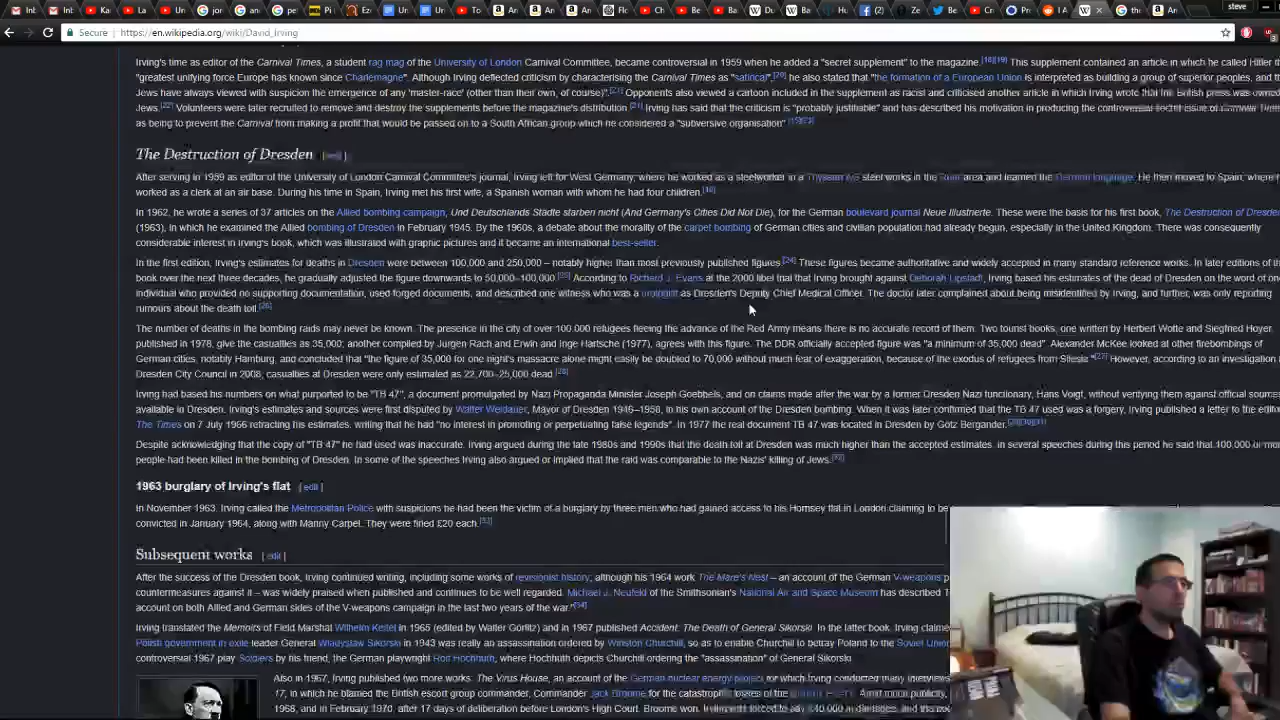 steve
Secure | https://en.wikipedia.org/wiki/David_Irving
Irving's time as editor of the Carnival Times, a student rag mag of the University of London Carnival Committee, became controversial in 1959 when he added a "secret supplement" to the magazine.[18][19] This supplement contained an article in which he called Hitler
"greatest unifying force Europe has known since Charlemagne". Although Irving deflected criticism by characterising the Carnival Times as "satirical",[20] he also stated that "the formation of a European Union is interpreted as building a group of superior peoples, and
Jews have always viewed with suspicion the emergence of any 'master-race' (other than their own, of course)".[21] Opponents also viewed a cartoon included in the supplement as racist and criticised another article in which Irving wrote that the British press was owned
Jews.[22] Volunteers were later recruited to remove and destroy the supplements before the magazine's distribution.[21] Irving has said that the criticism is "probably justifiable" and has described his motivation in producing the controversial secret issue of Carnival
as being to prevent the Carnival from making a profit that would be passed on to a South African group which he considered a "subversive organisation"
The Destruction of Dresden [edit]
After serving in 1959 as editor of the University of London Carnival Committee's journal, Irving left for West Germany, where he worked as a steelworker in a Thyssen AG steel works in the Ruhr area and learned the German language. He then moved to Spain, where
worked as a clerk at an air base. During his time in Spain, Irving met his first wife, a Spanish woman with whom he had four children.[16]
In 1962, he wrote a series of 37 articles on the Allied bombing campaign, Und Deutschlands Städte starben nicht (And Germany's Cities Did Not Die), for the German boulevard journal Neue Illustrierte. These were the basis for his first book, The Destruction of
(1963), in which he examined the Allied bombing of Dresden in February 1945. By the 1960s, a debate about the morality of the carpet bombing of German cities and civilian population had already begun, especially in the United Kingdom. There was consequently
considerable interest in Irving's book, which was illustrated with graphic pictures and it became an international best-seller.
In the first edition, Irving's estimates for deaths in Dresden were between 100,000 and 250,000 – notably higher than most previously published figures.[24] These figures became authoritative and widely accepted in many standard reference works. In later editions of
book over the next three decades, he gradually adjusted the figure downwards to 50,000–100,000.[25] According to Richard J. Evans at the 2000 libel trial that Irving brought against Deborah Lipstadt, Irving based his estimates of the dead of Dresden on the word of
individual who provided no supporting documentation, used forged documents, and described one witness who was a urologist as Dresden's Deputy Chief Medical Officer. The doctor later complained about being misidentified by Irving, and further, was only reporting
rumours about the death toll.[26]
The number of deaths in the bombing raids may never be known. The presence in the city of over 100,000 refugees fleeing the advance of the Red Army means there is no accurate record of them. Two tourist books, one written by Herbert Wotte and Siegfried Hoyer
published in 1978, give the casualties as 35,000; another compiled by Jurgen Rach and Erwin and Inge Hartsche (1977), agrees with this figure. The DDR officially accepted figure was "a minimum of 35,000 dead". Alexander McKee looked at other firebombings of
German cities, notably Hamburg, and concluded that "the figure of 35,000 for one night's massacre alone might easily be doubled to 70,000 without much fear of exaggeration, because of the exodus of refugees from Silesia."[27] However, according to an investigation
Dresden City Council in 2008, casualties at Dresden were only estimated as 22,700–25,000 dead.[28]
Irving had based his numbers on what purported to be "TB 47", a document promulgated by Nazi Propaganda Minister Joseph Goebbels, and on claims made after the war by a former Dresden Nazi functionary, Hans Voigt, without verifying them against official
available in Dresden. Irving's estimates and sources were first disputed by Walter Weidauer, Mayor of Dresden 1946–1958, in his own account of the Dresden bombing. When it was later confirmed that the TB 47 used was a forgery, Irving published a letter to the
The Times on 7 July 1966 retracting his estimates, writing that he had "no interest in promoting or perpetuating false legends". In 1977 the real document TB 47 was located in Dresden by Götz Bergander.
Despite acknowledging that the copy of "TB 47" he had used was inaccurate, Irving argued during the late 1980s and 1990s that the death toll at Dresden was much higher than the accepted estimates. In several speeches during this period he said that 100,000 or
people had been killed in the bombing of Dresden. In some of the speeches Irving also argued or implied that the raid was comparable to the Nazis' killing of Jews.[32]
1963 burglary of Irving's flat [edit]
In November 1963, Irving called the Metropolitan Police with suspicions he had been the victim of a burglary by three men who had gained access to his Hornsey flat in London claiming to be
convicted in January 1964, along with Manny Carpel. They were fined £20 each.[33]
Subsequent works [edit]
After the success of the Dresden book, Irving continued writing, including some works of revisionist history, although his 1964 work The Mare's Nest – an account of the German V-weapons
countermeasures against it – was widely praised when published and continues to be well regarded. Michael J. Neufeld of the Smithsonian's National Air and Space Museum has described
account on both Allied and German sides of the V-weapons campaign in the last two years of the war."[34]
Irving translated the Memoirs of Field Marshal Wilhelm Keitel in 1965 (edited by Walter Görlitz) and in 1967 published Accident: The Death of General Sikorski. In the latter book, Irving
Polish government in exile leader General Władysław Sikorski in 1943 was really an assassination ordered by Winston Churchill, so as to enable Churchill to betray Poland to the Soviet
controversial 1967 play Soldiers by his friend, the German playwright Rolf Hochhuth, where Hochhuth depicts Churchill ordering the "assassination" of General Sikorski.
Also in 1967, Irving published two more works: The Virus House, an account of the German nuclear energy project for which Irving conducted many
17, in which he blamed the British escort group commander, Commander Jack Broome for the catastrophic losses of the
1968, and in February 1970, after 17 days of deliberation before London's High Court, Broome won. Irving was forced to pay £40,000 in damages, and